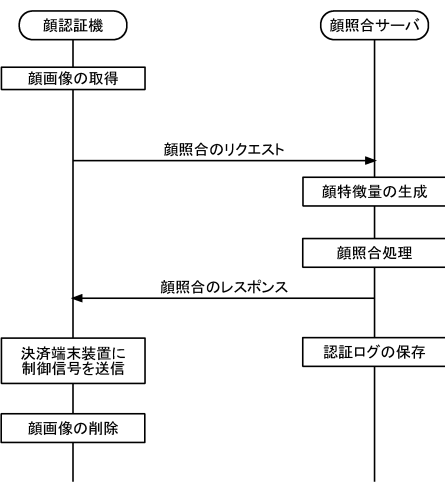 顔認証機
顔照合サーバ
顔画像の取得
顔照合のリクエスト
顔特徴量の生成
顔照合処理
顔照合のレスポンス
決済端末装置に
制御信号を送信
認証ログの保存
顔画像の削除